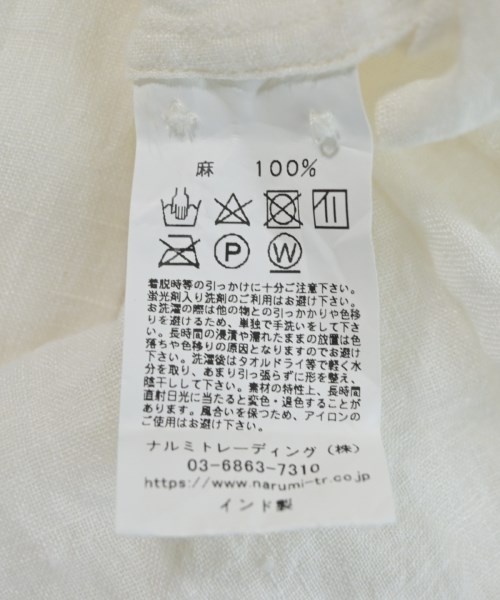 麻 100%
P W
着脱時等の引っかけに十分ご注意下さい。
蛍光剤入り洗剤のご利用はお避け下さい。
お洗濯の際は他の物との引っかかりや色移
りを避けるため、単独で手洗いをして下さ
い。長時間の浸漬や濡れたままの放置は色
落ちや色移りの原因となりますのでお避け
下さい。洗濯後はタオルドライ等で軽く水
分を取り、あまり引っ張らずに形を整え、
陰干しして下さい。素材の特性上、長時間
直射日光に当たると変色・退色することが
あります。風合いを保つため、アイロンの
ご使用はお避け下さい。
ナルミトレーディング(株)
03-6863-7310
https://www.narumi-tr.co.jp
インド製